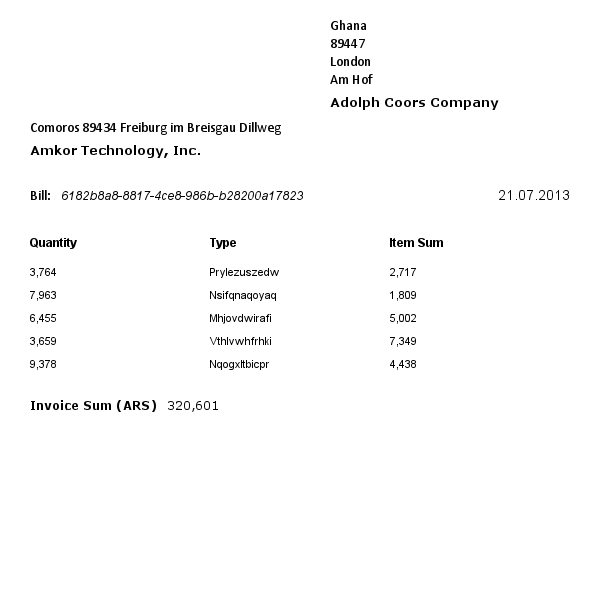 Ghana
89447
London
Am Hof
Adolph Coors Company
Comoros 89434 Freiburg im Breisgau Dillweg
Amkor Technology, Inc.
Bill: 6182b8a8-8817-4ce8-986b-b28200a17823 21.07.2013
Quantity Type Item Sum
3,764 Prylezuszedw 2,717
7,963 Nsifqnaqoyaq 1,809
6,455 Mhjovdwirafi 5,002
3,659 Vthlvwhfrhki 7,349
9,378 Nqogxltbicpr 4,438
Invoice Sum (ARS) 320,601